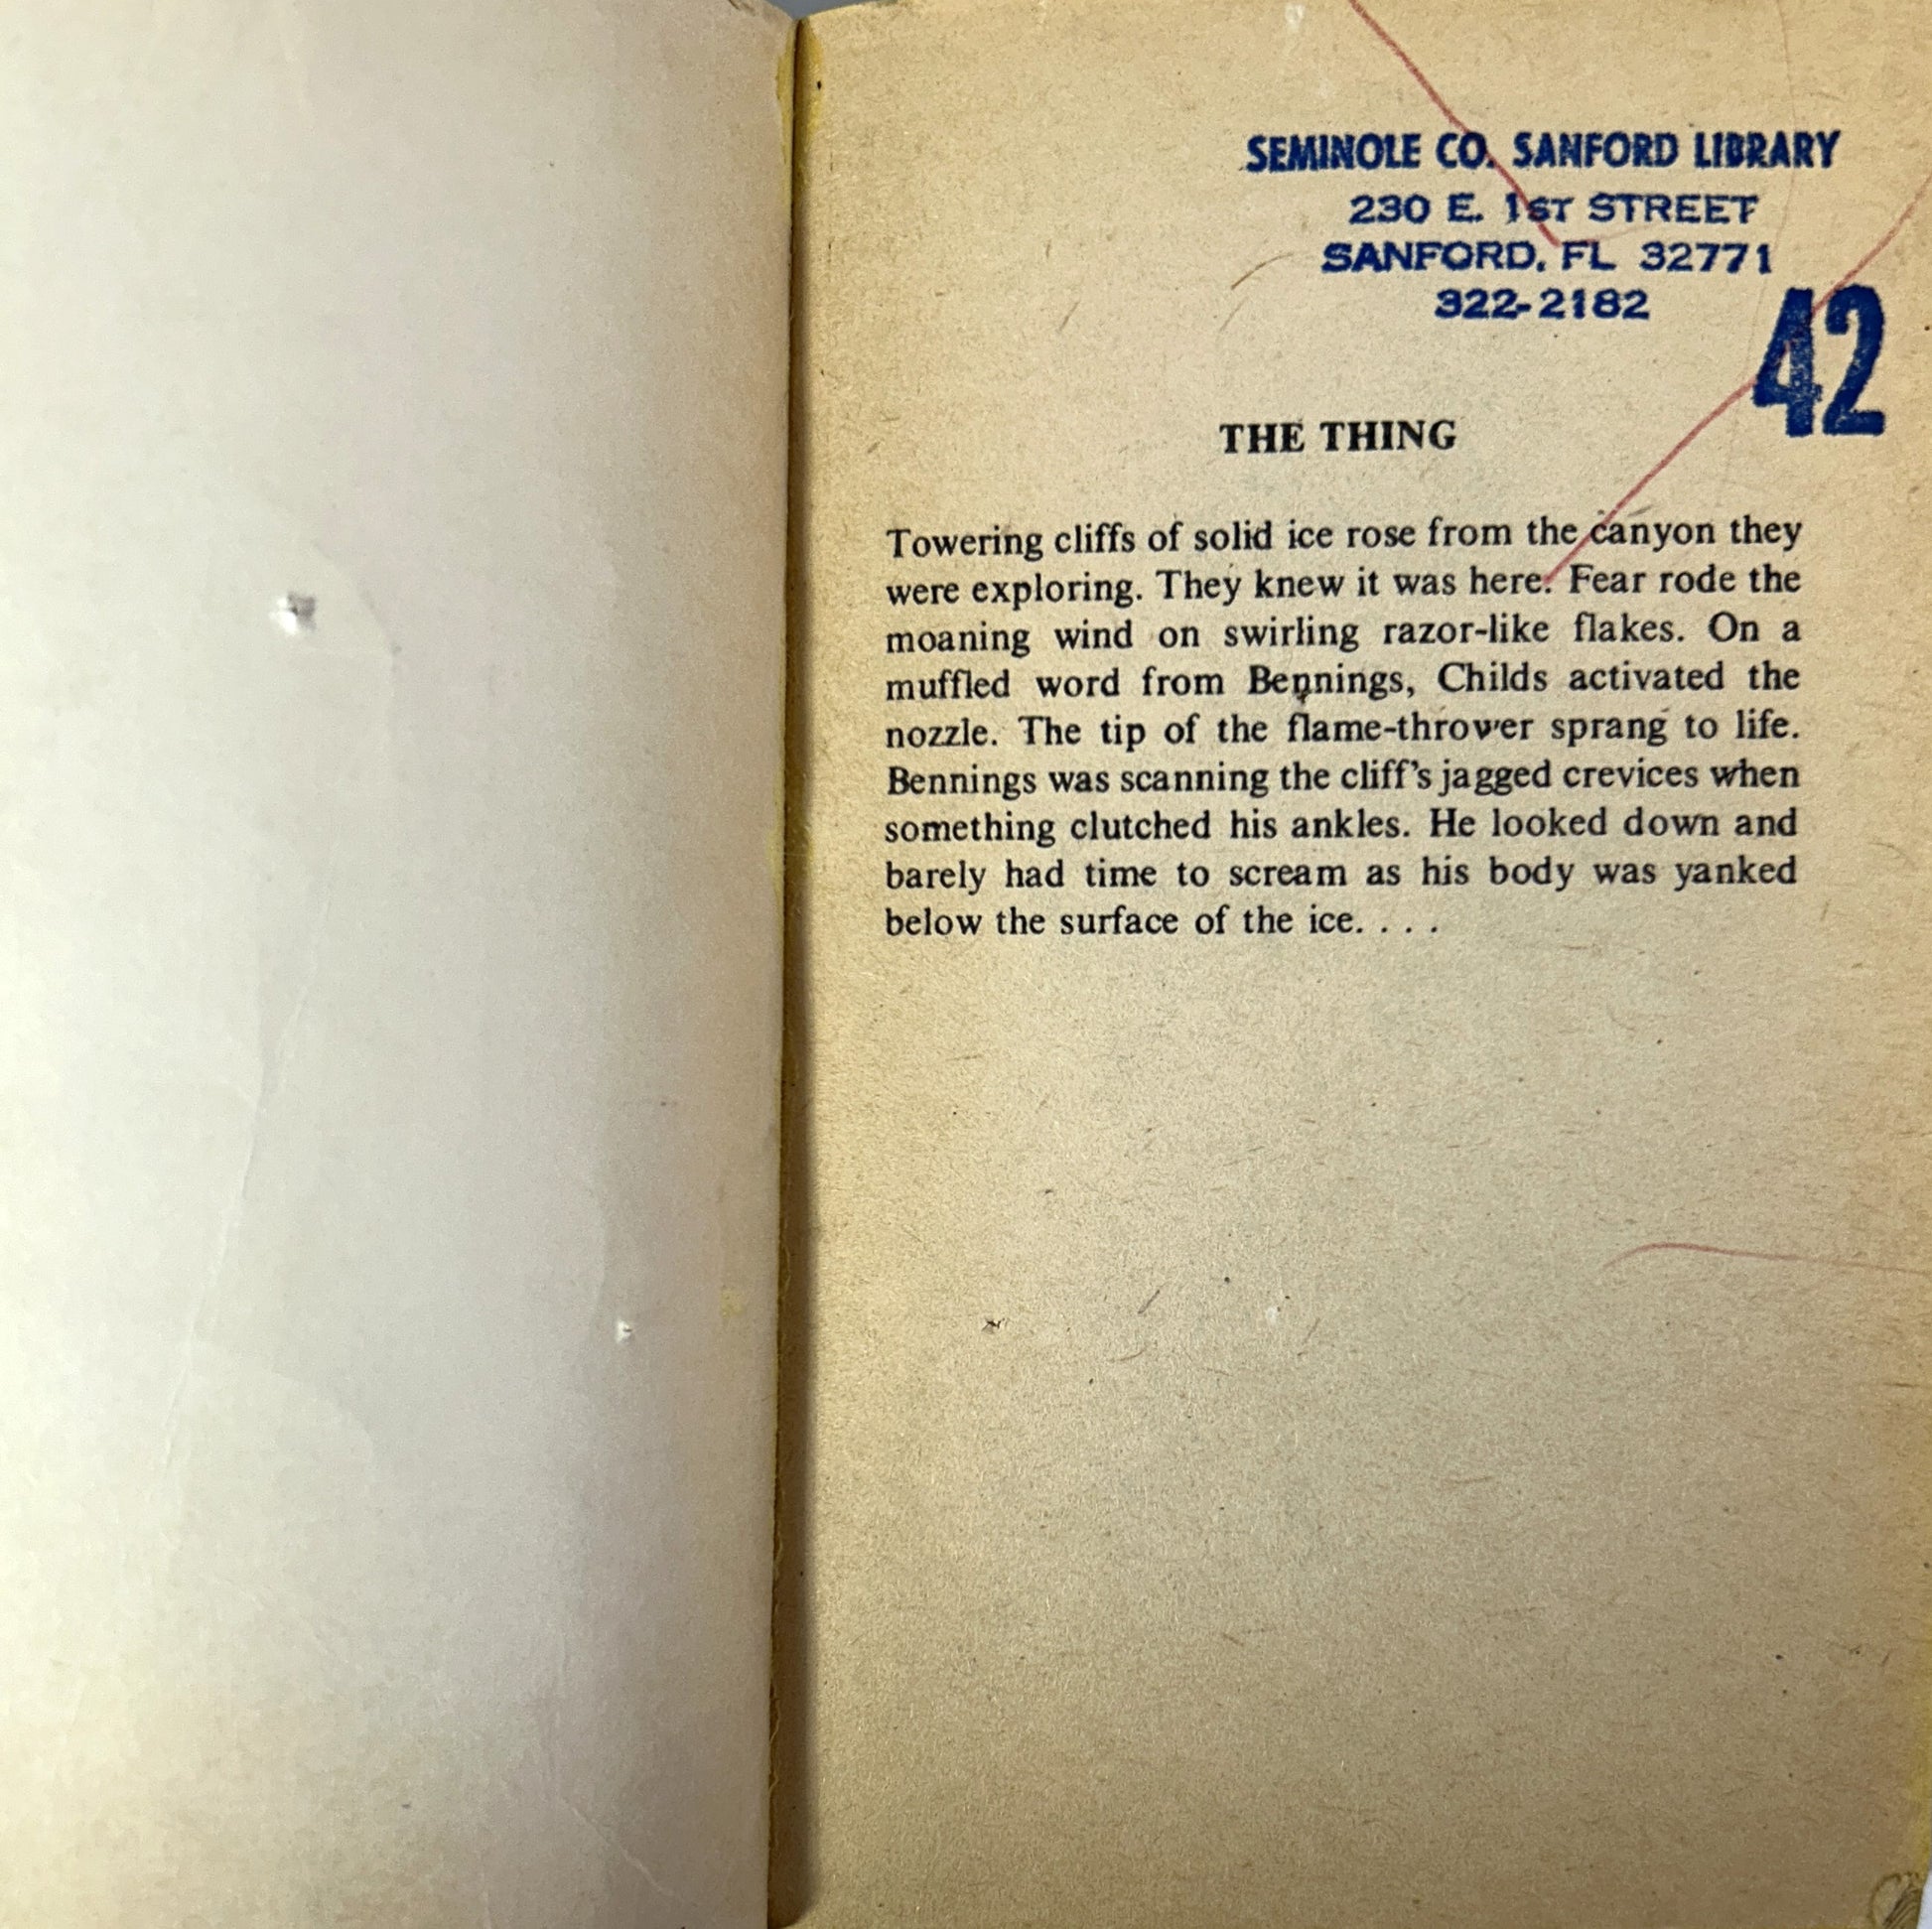 SEMINOLE CO. SANFORD LIBRARY
230 E. 1ST STREET
SANFORD, FL 32771
322-2182
42
THE THING
Towering cliffs of solid ice rose from the canyon they
were exploring. They knew it was here. Fear rode the
moaning wind on swirling razor-like flakes. On a
muffled word from Bennings, Childs activated the
nozzle. The tip of the flame-thrower sprang to life.
Bennings was scanning the cliff's jagged crevices when
something clutched his ankles. He looked down and
barely had time to scream as his body was yanked
below the surface of the ice. . . .